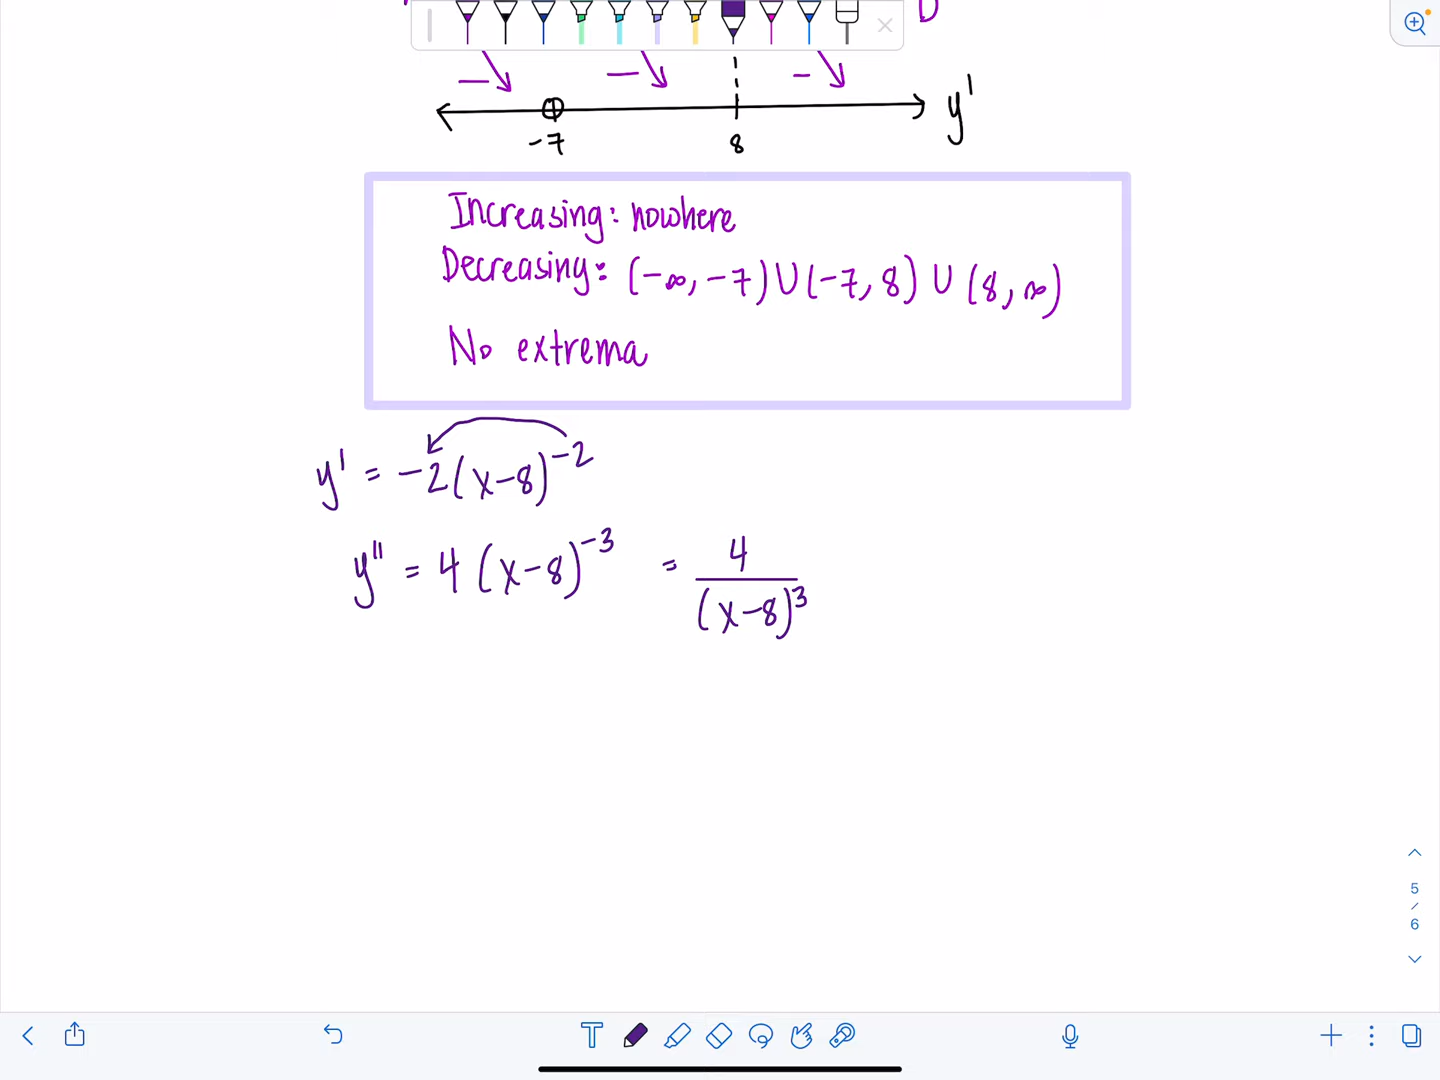 D
− − −
y'
-7 8
Increasing: nowhere
Decreasing: (-∞, -7) ∪ (-7, 8) ∪ (8, ∞)
No extrema
y' = -2(x-8)^-2
y'' = 4(x-8)^-3 = 4/(x-8)^3
5
/
6
T